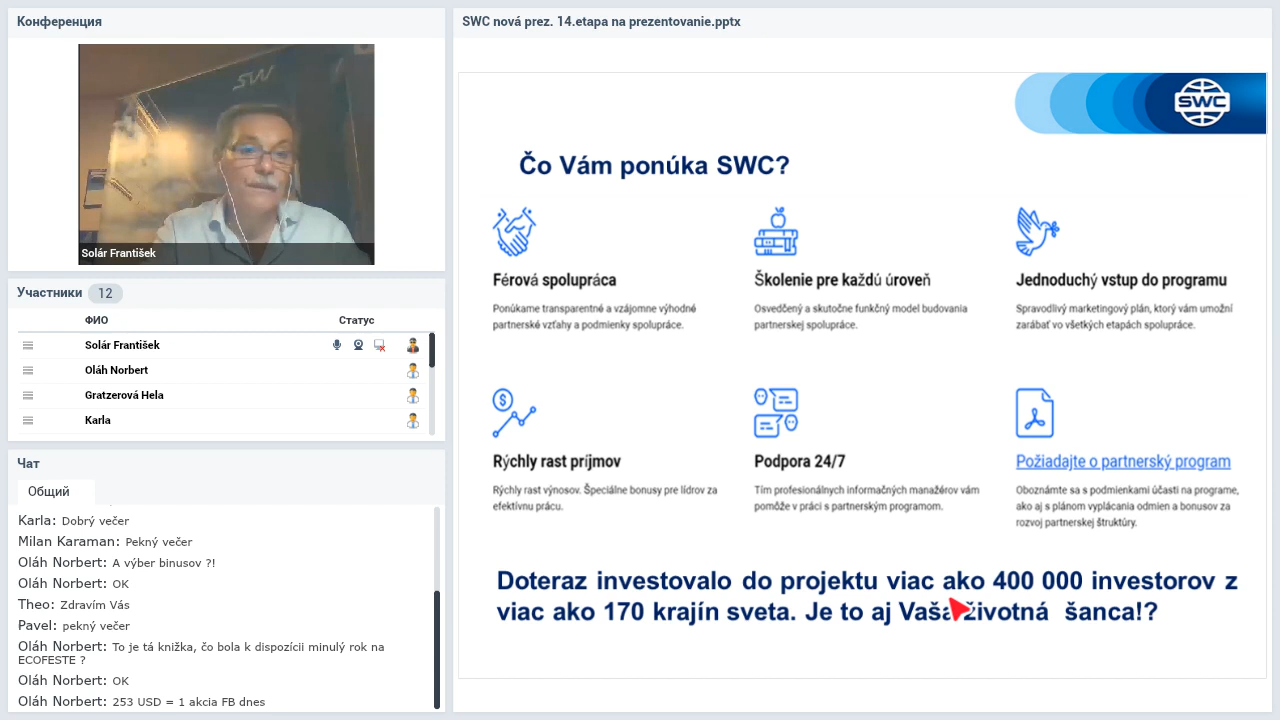 Конференция
SW
Solár František
Участники 12
ФИО Статус
Solár František
Oláh Norbert
Gratzerová Hela
Karla
Чат
Общий
Karla: Dobrý večer
Milan Karaman: Pekný večer
Oláh Norbert: A výber binusov ?!
Oláh Norbert: OK
Theo: Zdravím Vás
Pavel: pekný večer
Oláh Norbert: To je tá knižka, čo bola k dispozícii minulý rok na
ECOFESTE ?
Oláh Norbert: OK
Oláh Norbert: 253 USD = 1 akcia FB dnes
SWC nová prez. 14.etapa na prezentovanie.pptx
SWC
Čo Vám ponúka SWC?
Férová spolupráca
Ponúkame transparentné a vzájomne výhodné
partnerské vzťahy a podmienky spolupráce.
Školenie pre každú úroveň
Osvedčený a skutočne funkčný model budovania
partnerskej spolupráce.
Jednoduchý vstup do programu
Spravodlivý marketingový plán, ktorý vám umožní
zarábať vo všetkých etapách spolupráce.
Rýchly rast príjmov
Rýchly rast výnosov. Špeciálne bonusy pre lídrov za
efektívnu prácu.
Podpora 24/7
Tím profesionálnych informačných manažérov vám
pomôže v práci s partnerským programom.
Požiadajte o partnerský program
Oboznámte sa s podmienkami účasti na programe,
ako aj s plánom vyplácania odmien a bonusov za
rozvoj partnerskej štruktúry.
Doteraz investovalo do projektu viac ako 400 000 investorov z
viac ako 170 krajín sveta. Je to aj Vaša životná šanca!?